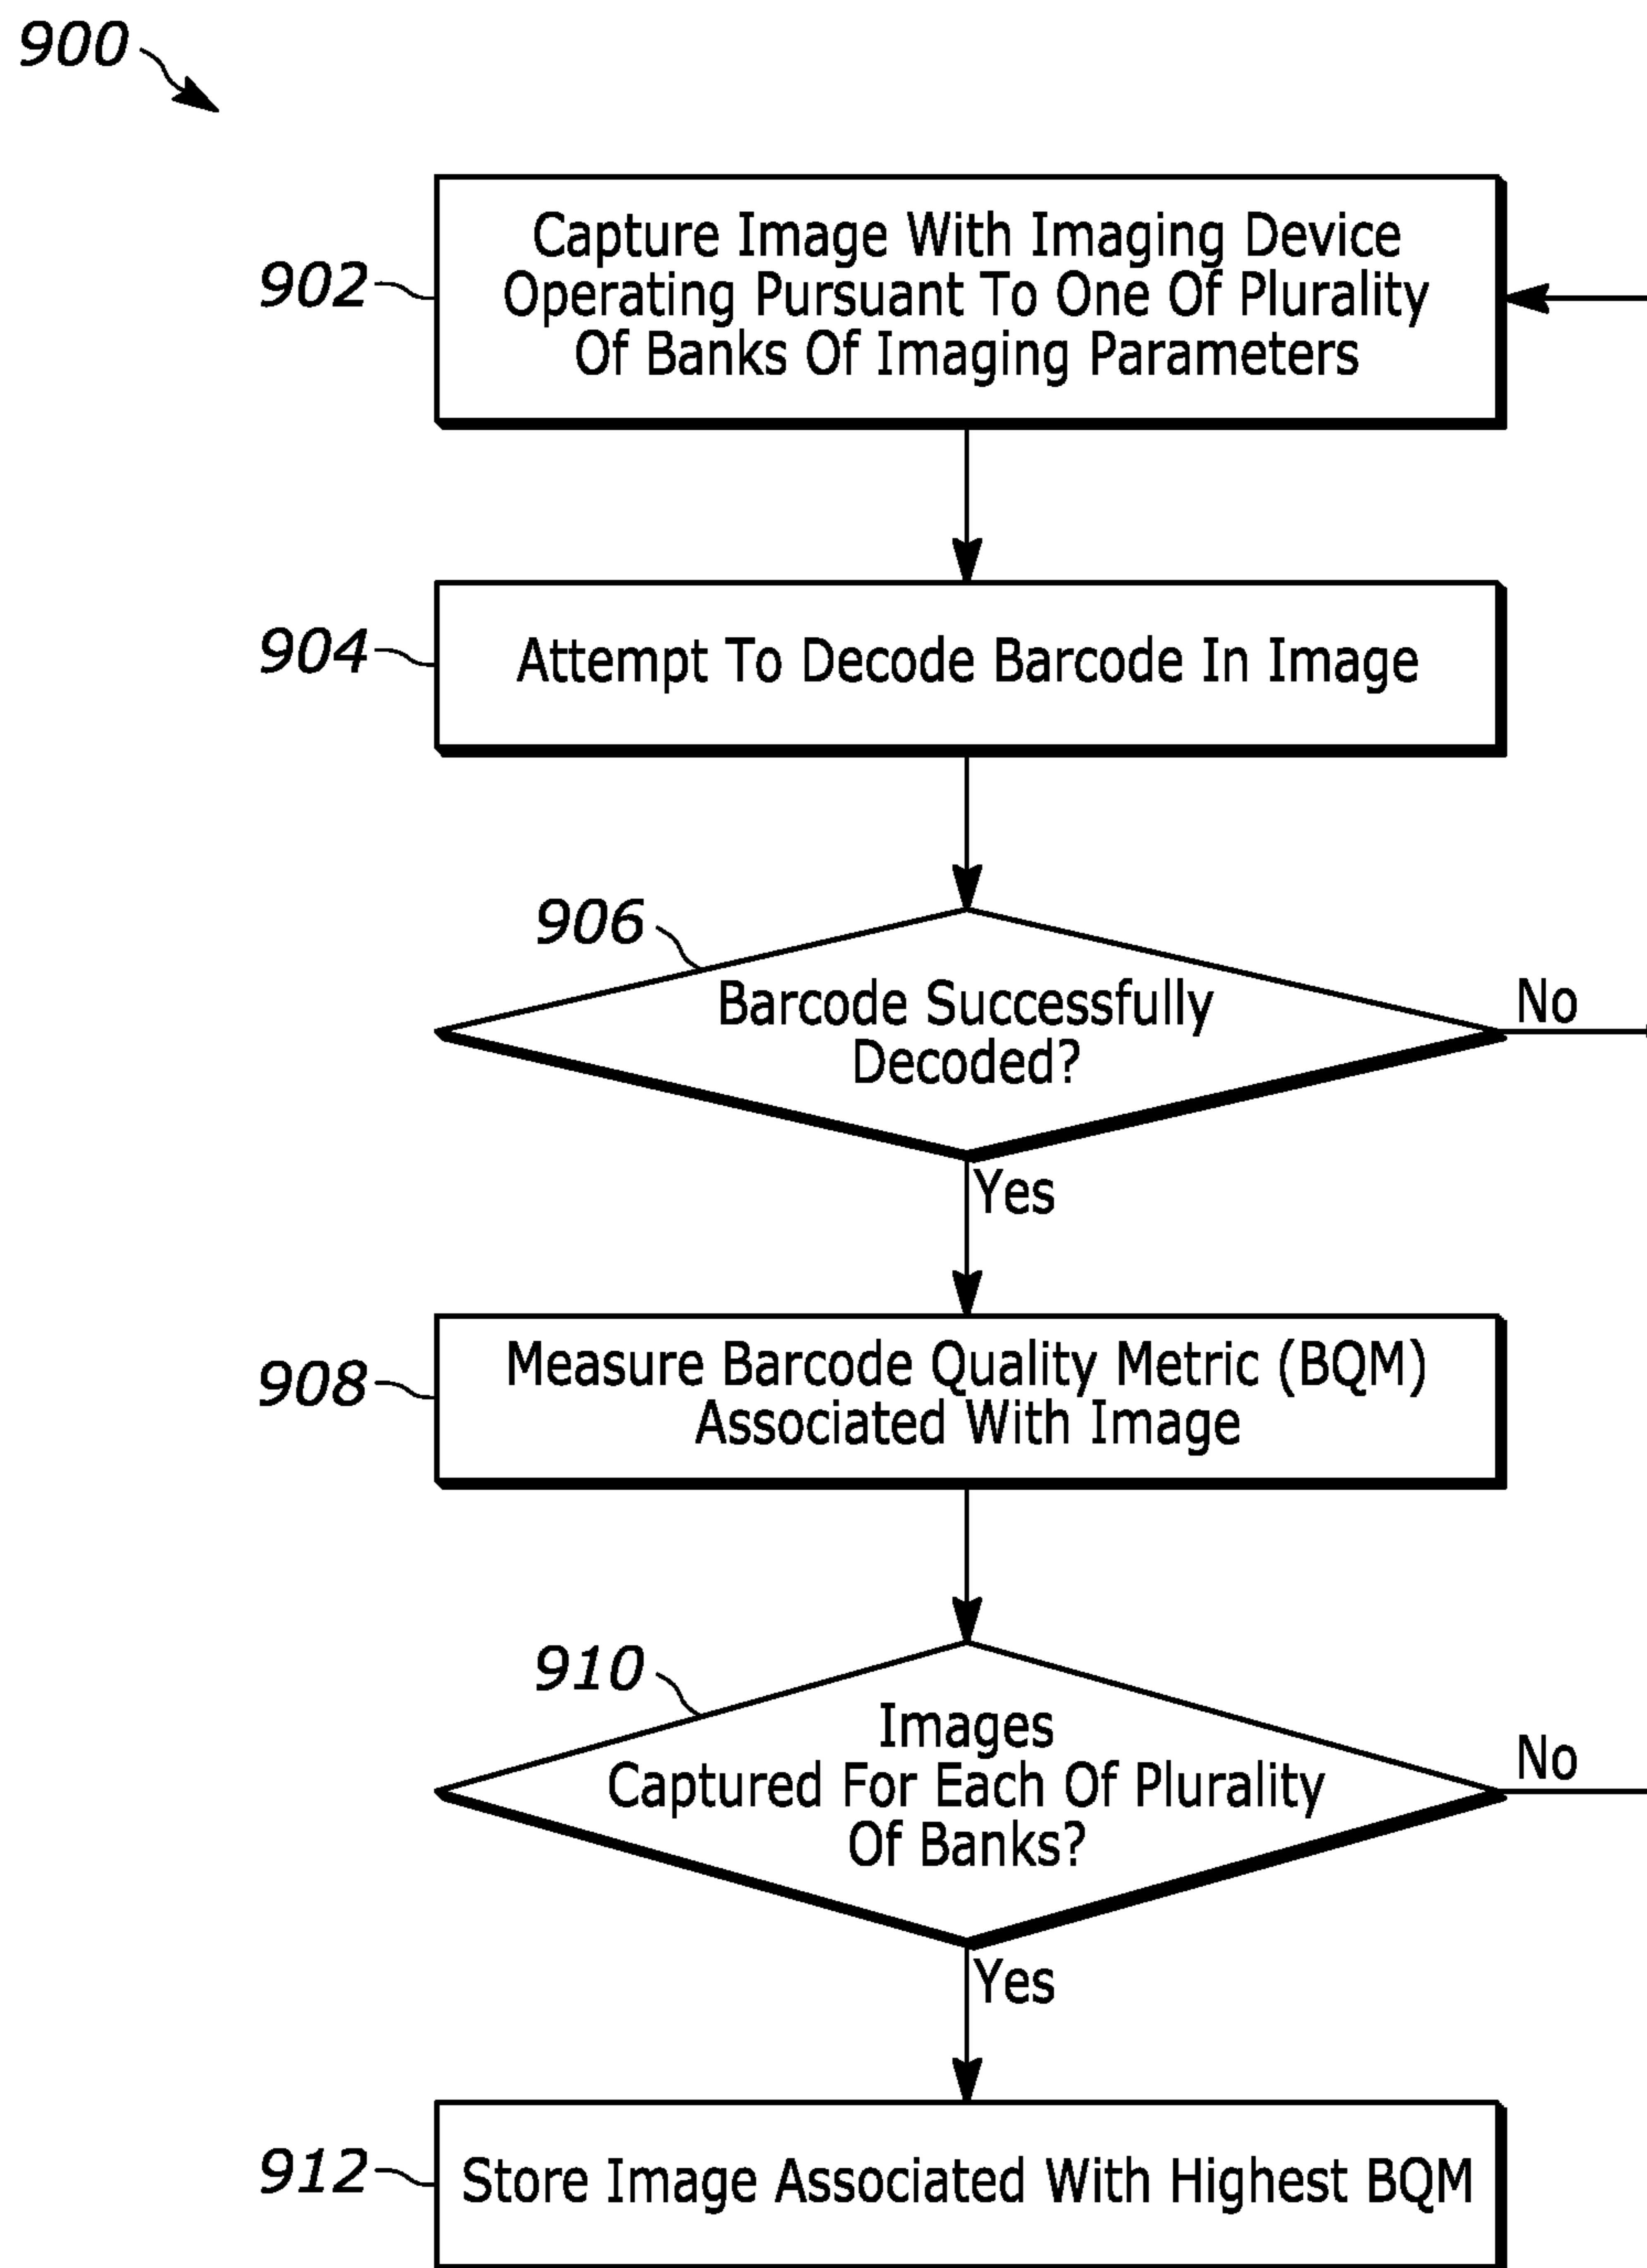 900
902
Capture Image With Imaging Device
Operating Pursuant To One Of Plurality
Of Banks Of Imaging Parameters
904
Attempt To Decode Barcode In Image
906
Barcode Successfully
Decoded?
No
Yes
908
Measure Barcode Quality Metric (BQM)
Associated With Image
910
Images
Captured For Each Of Plurality
Of Banks?
No
Yes
912
Store Image Associated With Highest BQM